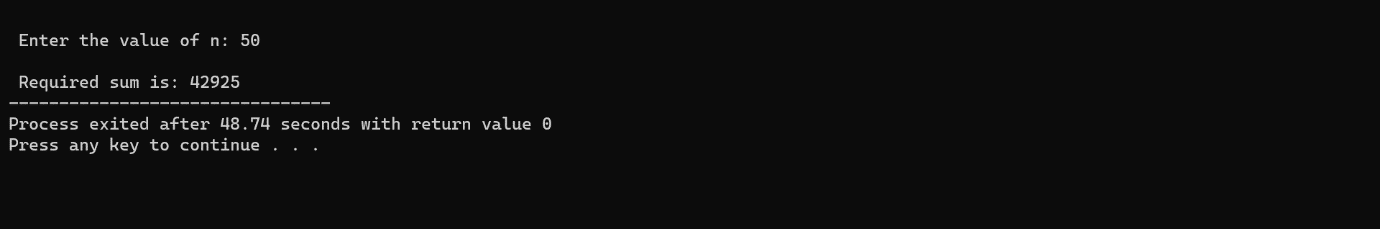 Enter the value of n: 50
Required sum is: 42925
--------------------------------
Process exited after 48.74 seconds with return value 0
Press any key to continue . . .